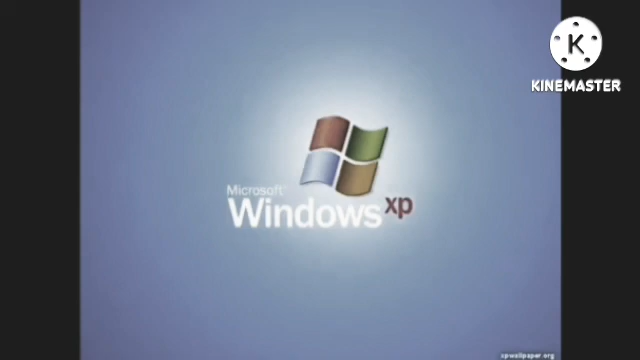 K
KINEMASTER
Microsoft
Windows xp
xpwallpaper.org